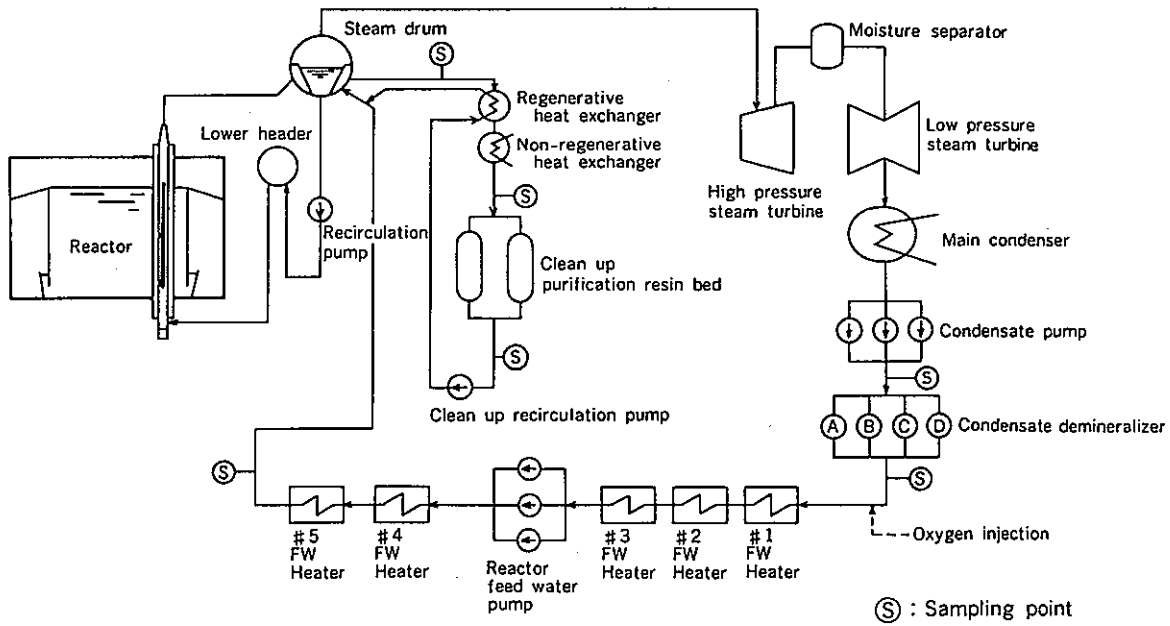 Steam drum
S
Moisture separator
Regenerative
heat exchanger
Lower header
Non-regenerative
heat exchanger
Low pressure
steam turbine
High pressure
steam turbine
S
Reactor
Recirculation
pump
Main condenser
Clean up
purification resin bed
Condensate pump
S
S
Clean up recirculation pump
A B C D
Condensate demineralizer
S
S
Oxygen injection
#5
FW
Heater
#4
FW
Heater
Reactor
feed water
pump
#3
FW
Heater
#2
FW
Heater
#1
FW
Heater
S : Sampling point